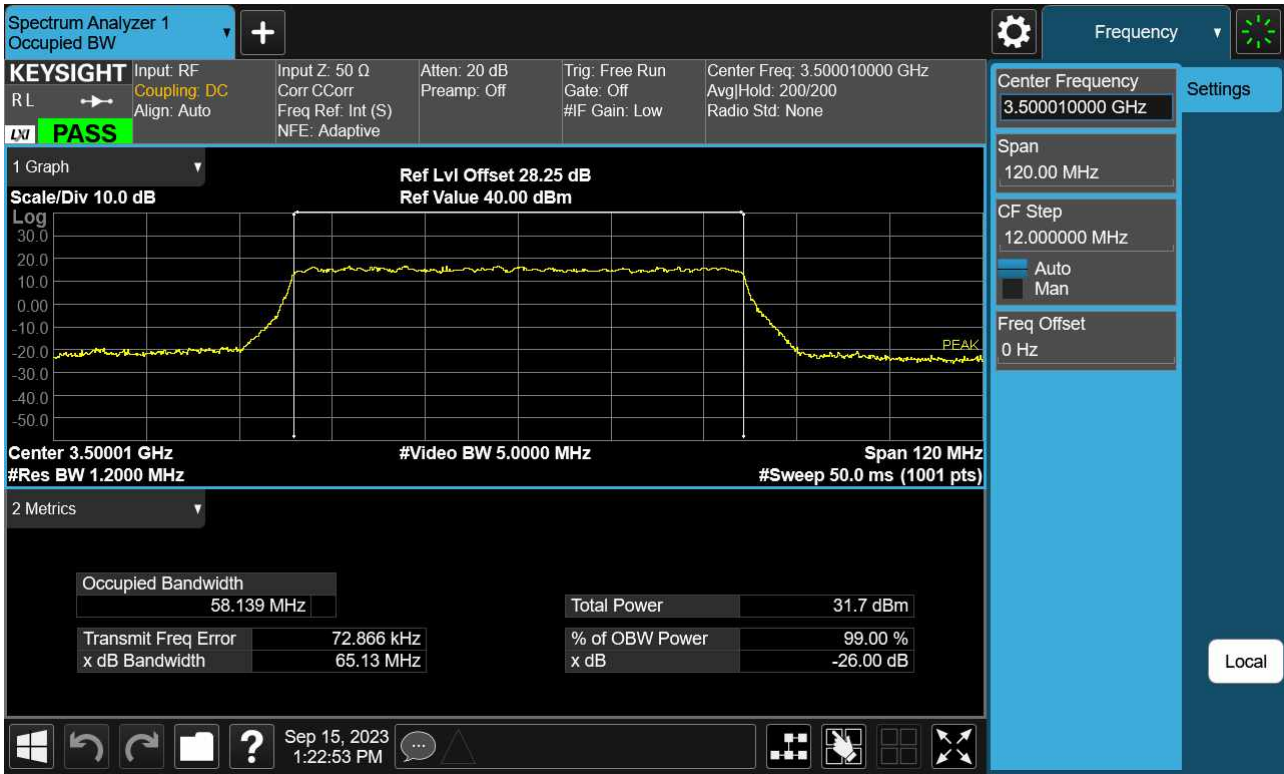 Spectrum Analyzer 1
Occupied BW
+
Frequency
KEYSIGHT
RL
LXI
PASS
Input: RF
Coupling: DC
Align: Auto
Input Z: 50 Ω
Corr CCorr
Freq Ref: Int (S)
NFE: Adaptive
Atten: 20 dB
Preamp: Off
Trig: Free Run
Gate: Off
#IF Gain: Low
Center Freq: 3.500010000 GHz
Avg|Hold: 200/200
Radio Std: None
Center Frequency
3.500010000 GHz
Settings
Span
120.00 MHz
CF Step
12.000000 MHz
Auto
Man
Freq Offset
0 Hz
Local
1 Graph
Scale/Div 10.0 dB
Ref Lvl Offset 28.25 dB
Ref Value 40.00 dBm
Log
30.0
20.0
10.0
0.00
-10.0
-20.0
-30.0
-40.0
-50.0
PEAK
Center 3.50001 GHz
#Video BW 5.0000 MHz
Span 120 MHz
#Res BW 1.2000 MHz
#Sweep 50.0 ms (1001 pts)
2 Metrics
Occupied Bandwidth
58.139 MHz
Total Power 31.7 dBm
Transmit Freq Error 72.866 kHz
% of OBW Power 99.00 %
x dB Bandwidth 65.13 MHz
x dB -26.00 dB
?
Sep 15, 2023
1:22:53 PM